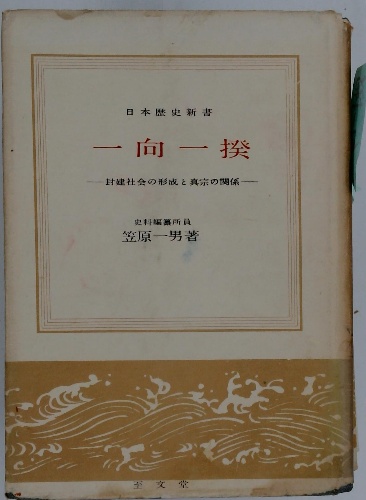 日本歴史新書
一向一揆
―封建社会の形成と真宗の関係―
史料編纂所員
笠原一男著
至文堂